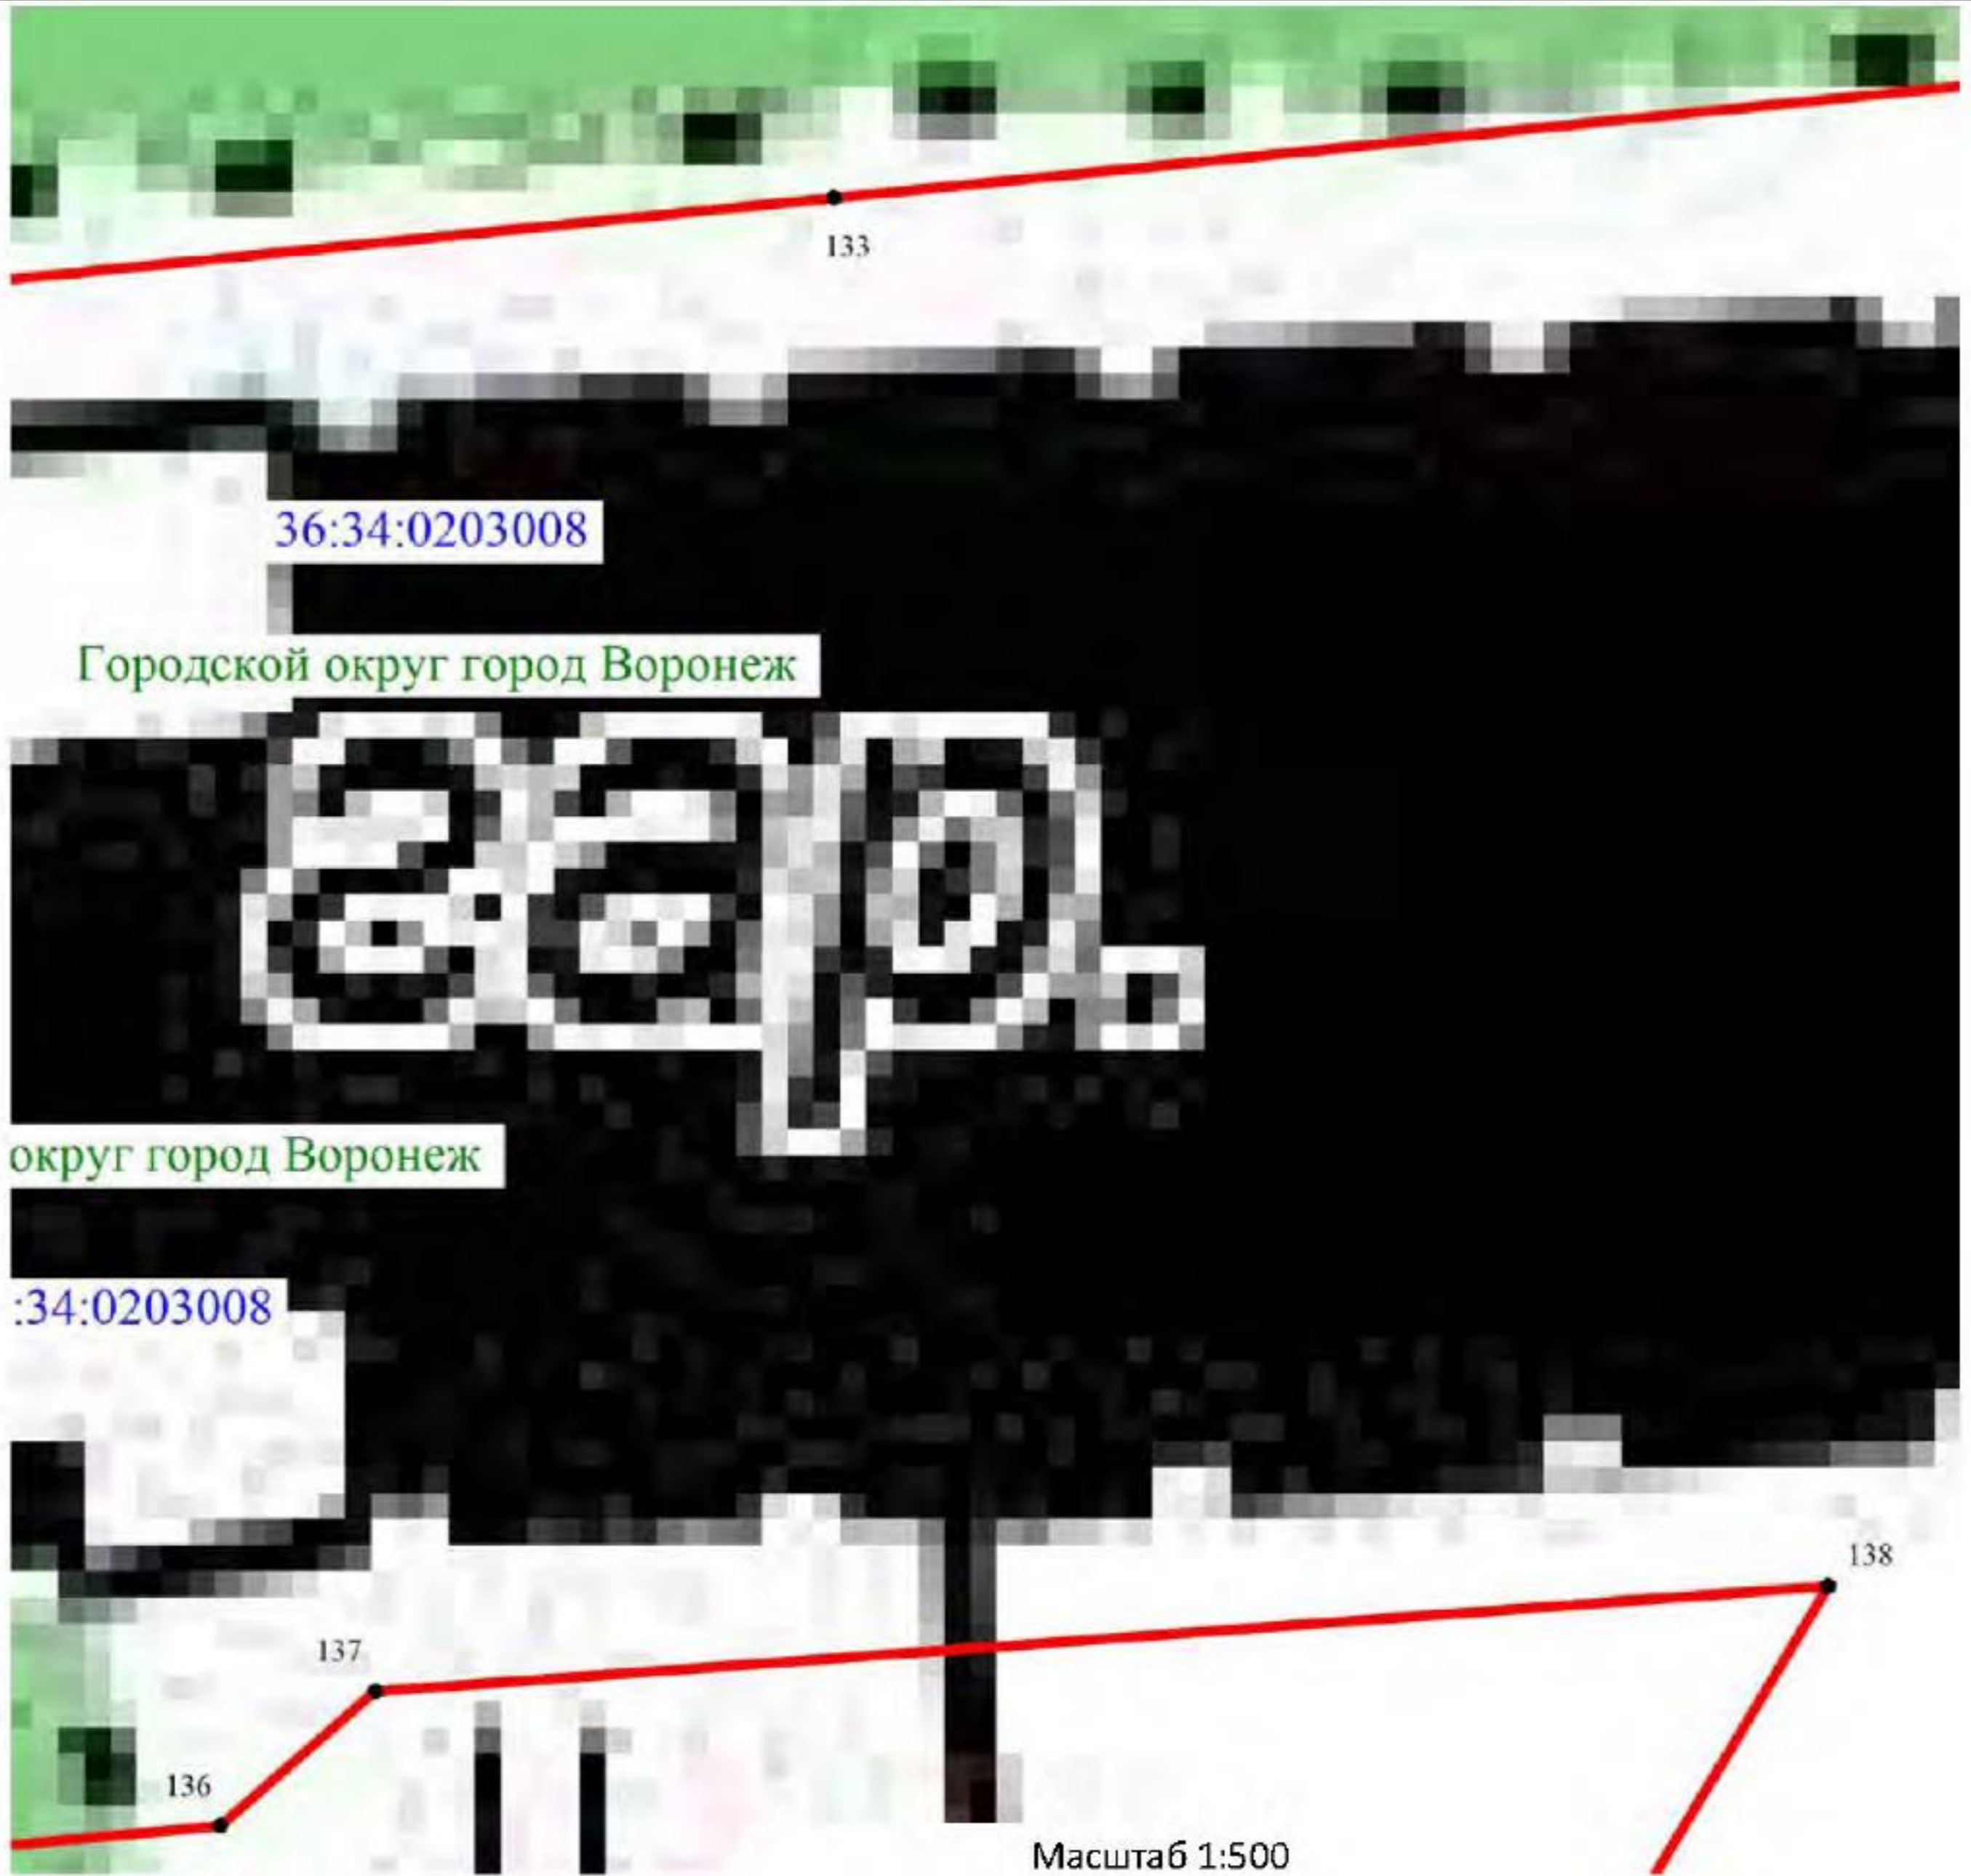 133
36:34:0203008
Городской округ город Воронеж
аэр.
округ город Воронеж
:34:0203008
138
137
136
Масштаб 1:500